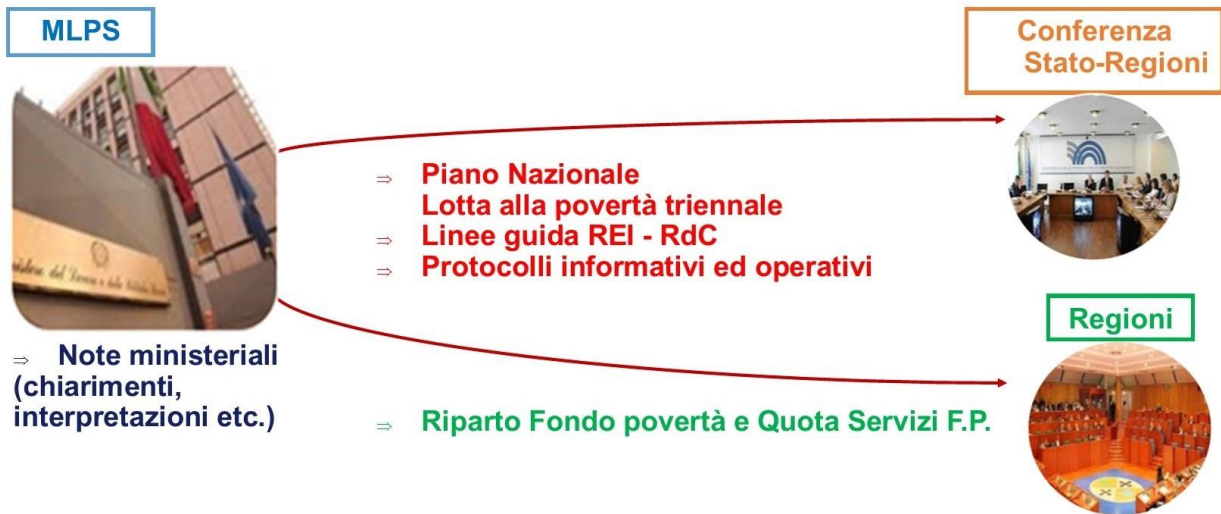 MLPS
Conferenza
Stato-Regioni
⇒ Piano Nazionale
Lotta alla povertà triennale
⇒ Linee guida REI - RdC
⇒ Protocolli informativi ed operativi
Regioni
⇒ Note ministeriali
(chiarimenti,
interpretazioni etc.)
⇒ Riparto Fondo povertà e Quota Servizi F.P.